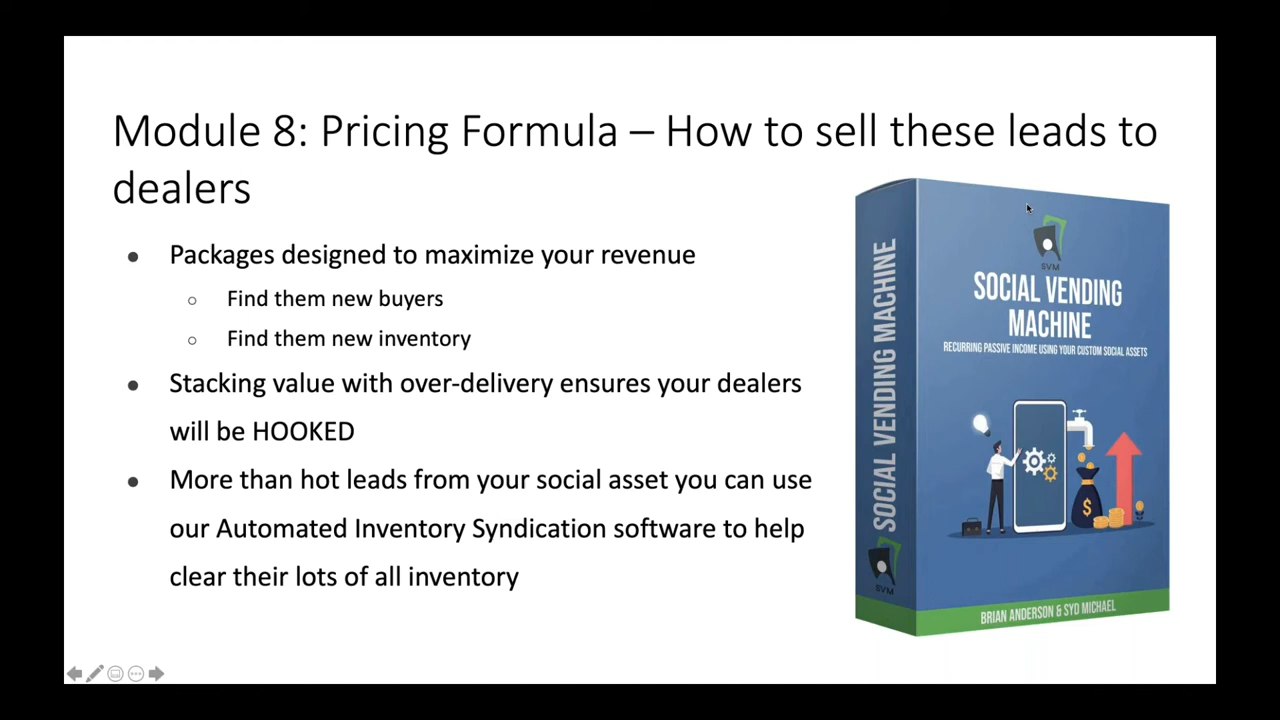 Module 8: Pricing Formula – How to sell these leads to
dealers
● Packages designed to maximize your revenue
○ Find them new buyers
○ Find them new inventory
● Stacking value with over-delivery ensures your dealers
will be HOOKED
● More than hot leads from your social asset you can use
our Automated Inventory Syndication software to help
clear their lots of all inventory
SOCIAL VENDING MACHINE
SVM
SVM
SOCIAL VENDING
MACHINE
RECURRING PASSIVE INCOME USING YOUR CUSTOM SOCIAL ASSETS
$
BRIAN ANDERSON & SYD MICHAEL